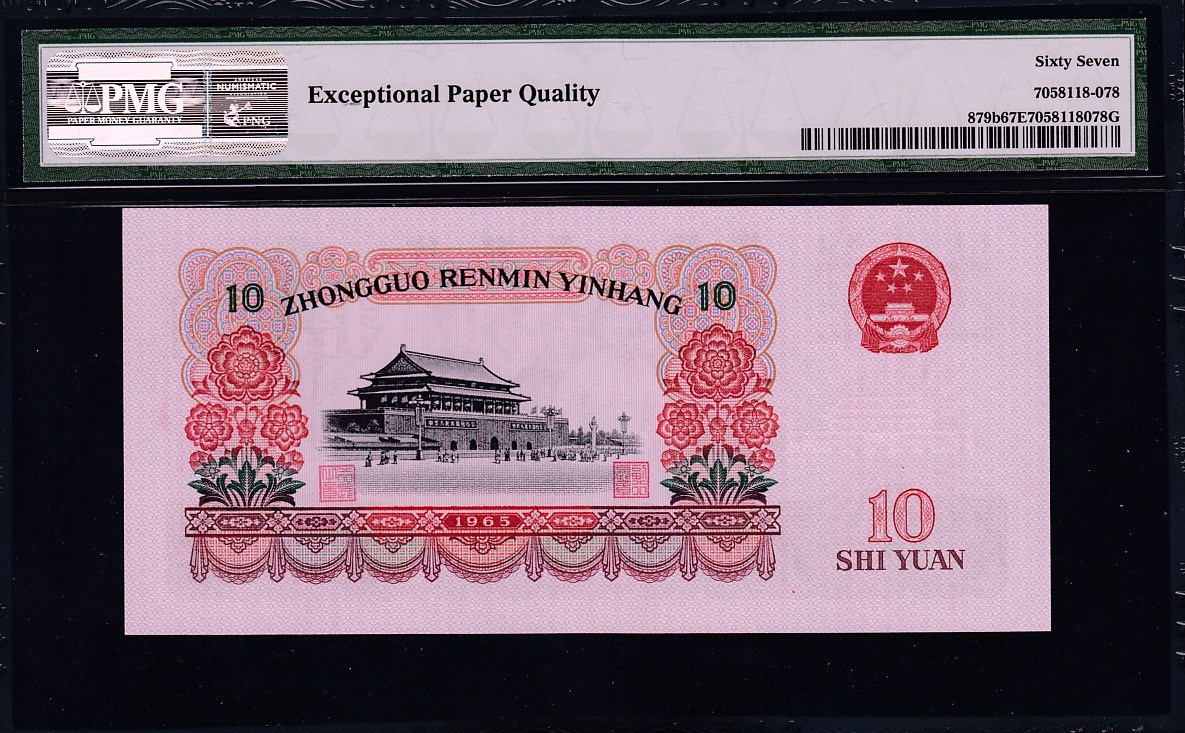 PMG
PAPER MONEY GUARANTY
NUMISMATIC
PNG
Exceptional Paper Quality
Sixty Seven
7058118-078
879b67E7058118078G
10 ZHONGGUO RENMIN YINHANG 10
1965
10
SHI YUAN